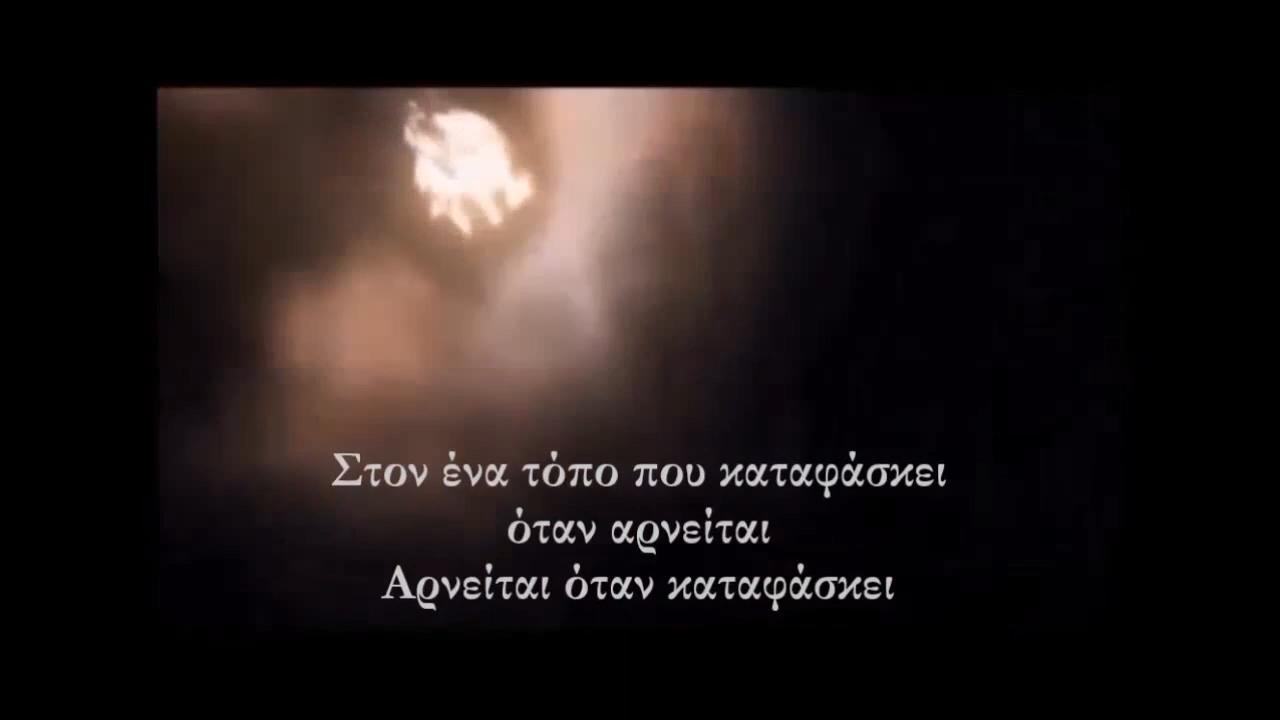 Στον ένα τόπο που καταφάσκει
όταν αρνείται
Αρνείται όταν καταφάσκει